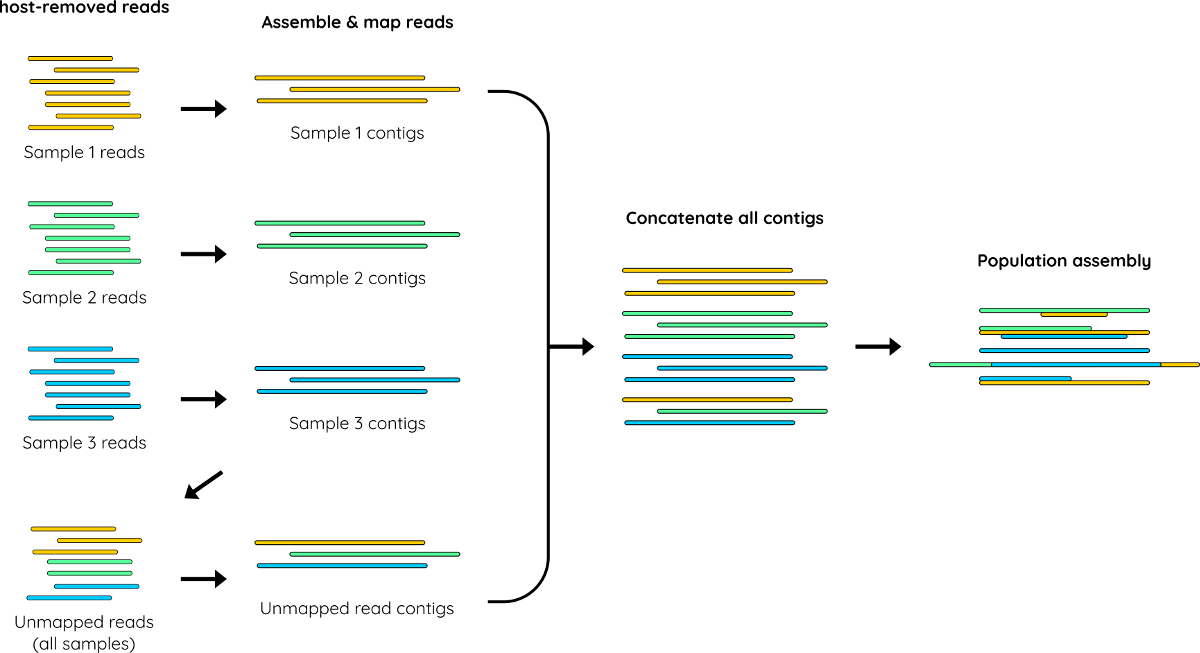 host-removed reads
Assemble & map reads
Sample 1 reads
Sample 1 contigs
Sample 2 reads
Sample 2 contigs
Sample 3 reads
Sample 3 contigs
Unmapped reads
(all samples)
Unmapped read contigs
Concatenate all contigs
Population assembly